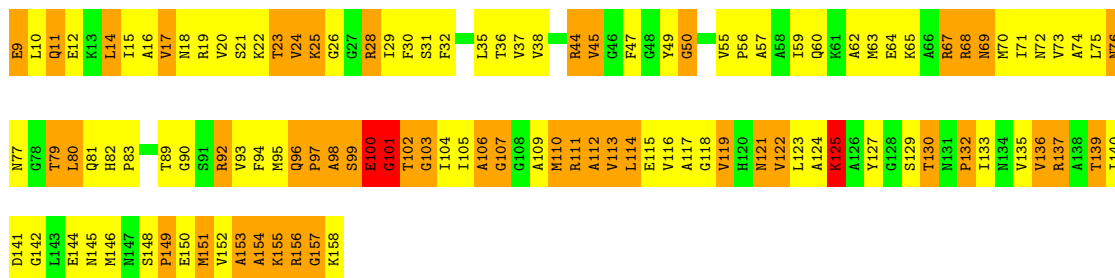 E9 L10 Q11 E12 K13 L14 I15 A16 V17 N18 R19 V20 S21 K22 T23 V24 K25 G26 G27 R28 I29 F30 S31 F32 L35 T36 V37 V38 R44 V45 G46 F47 G48 Y49 G50 V55 P56 A57 A58 I59 Q60 K61 A62 M63 E64 K65 A66 R67 R68 N69 M70 I71 N72 V73 A74 L75 N76
N77 G78 T79 L80 Q81 H82 P83 T89 G90 S91 R92 V93 F94 M95 Q96 P97 A98 S99 E100 G101 T102 G103 I104 I105 A106 G107 G108 A109 M110 R111 A112 V113 L114 E115 V116 A117 G118 V119 H120 N121 V122 L123 A124 K125 A126 Y127 G128 S129 T130 N131 P132 I133 N134 V135 V136 R137 A138 T139 I140
D141 G142 L143 E144 N145 M146 N147 S148 P149 E150 M151 V152 A153 A154 K155 R156 G157 K158